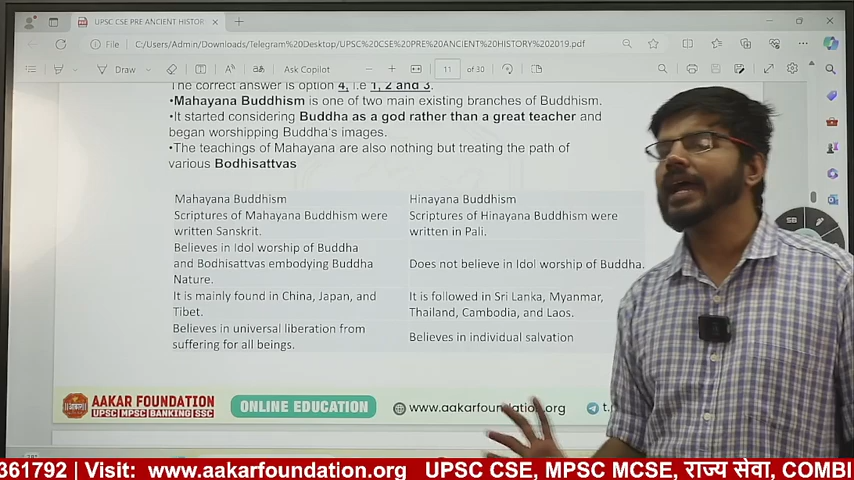 UPSC CSE PRE ANCIENT HISTOR
File
C:/Users/Admin/Downloads/Telegram%20Desktop/UPSC%20CSE%20PRE%20ANCIENT%20HISTORY%202019.pdf
Draw
Ask Copilot
11 of 30
The correct answer is option 4, i.e 1, 2 and 3.
•Mahayana Buddhism is one of two main existing branches of Buddhism.
•It started considering Buddha as a god rather than a great teacher and
began worshipping Buddha's images.
•The teachings of Mahayana are also nothing but treating the path of
various Bodhisattvas
Mahayana Buddhism Hinayana Buddhism
Scriptures of Mahayana Buddhism were Scriptures of Hinayana Buddhism were
written Sanskrit. written in Pali.
Believes in Idol worship of Buddha
and Bodhisattvas embodying Buddha Does not believe in Idol worship of Buddha.
Nature.
It is mainly found in China, Japan, and It is followed in Sri Lanka, Myanmar,
Tibet. Thailand, Cambodia, and Laos.
Believes in universal liberation from Believes in individual salvation
suffering for all beings.
AAKAR FOUNDATION
UPSC|MPSC|BANKING|SSC
ONLINE EDUCATION
www.aakarfoundation.org
361792 | Visit: www.aakarfoundation.org UPSC CSE, MPSC MCSE, राज्य सेवा, COMBI